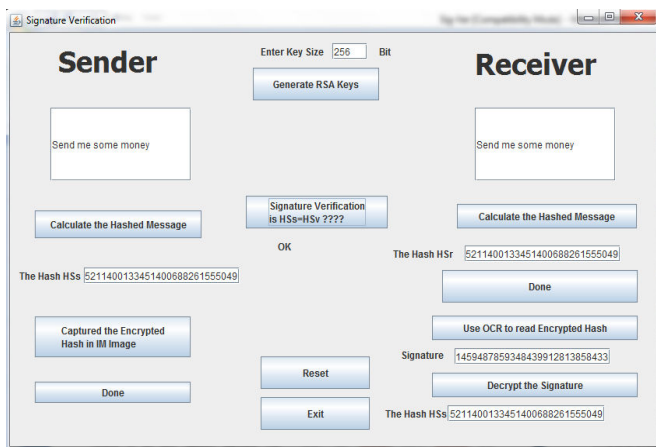 Signature Verification
Sender
Enter Key Size 256 Bit
Generate RSA Keys
Receiver
Send me some money
Send me some money
Calculate the Hashed Message
Signature Verification
is HSs=HSv ????
Calculate the Hashed Message
OK
The Hash HSr 5211400133451400688261555049
The Hash HSs 5211400133451400688261555049
Done
Captured the Encrypted
Hash in IM Image
Use OCR to read Encrypted Hash
Signature 1459487859348439912813858433
Reset
Decrypt the Signature
Done
Exit
The Hash HSs 5211400133451400688261555049